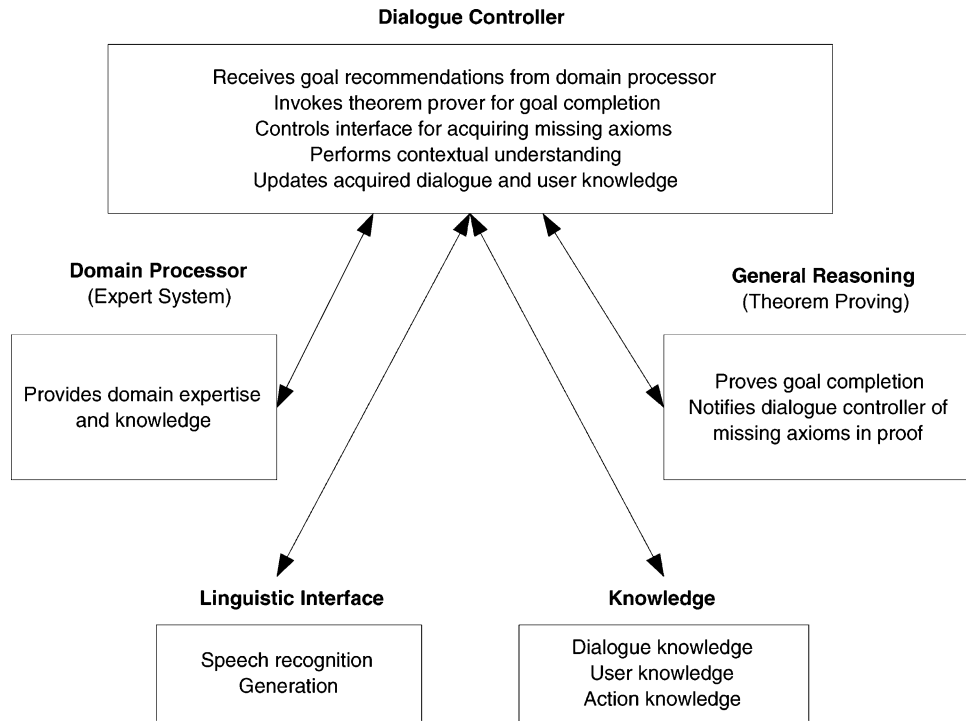 Dialogue Controller
Receives goal recommendations from domain processor
Invokes theorem prover for goal completion
Controls interface for acquiring missing axioms
Performs contextual understanding
Updates acquired dialogue and user knowledge
Domain Processor
(Expert System)
Provides domain expertise
and knowledge
General Reasoning
(Theorem Proving)
Proves goal completion
Notifies dialogue controller of
missing axioms in proof
Linguistic Interface
Speech recognition
Generation
Knowledge
Dialogue knowledge
User knowledge
Action knowledge